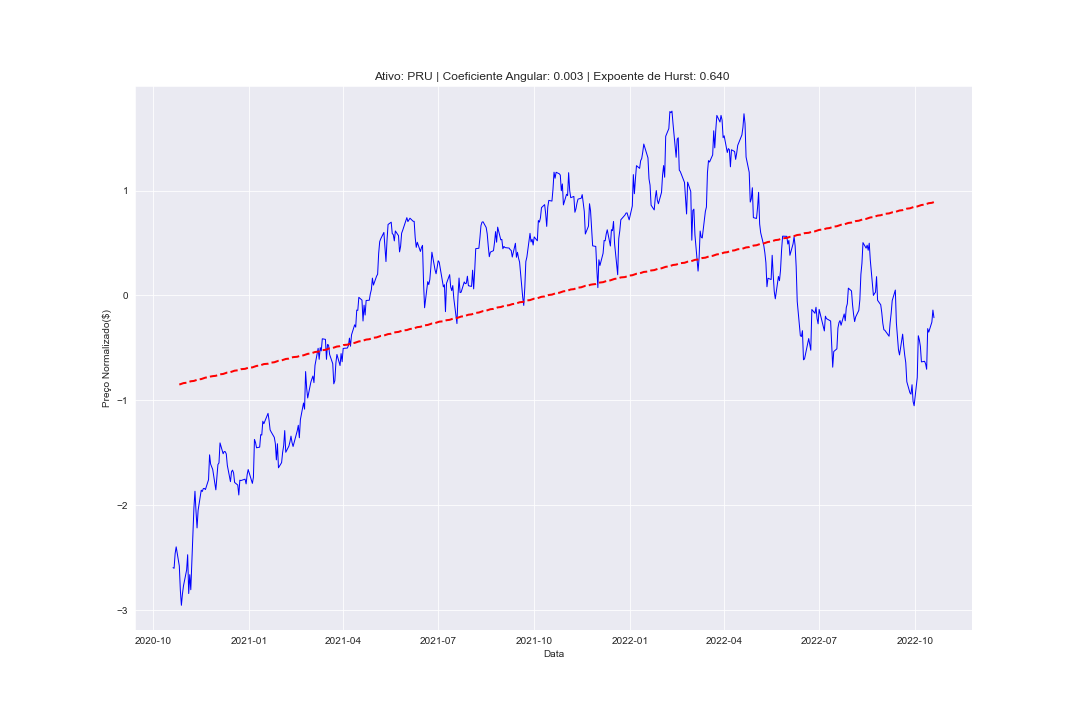 Ativo: PRU | Coeficiente Angular: 0.003 | Expoente de Hurst: 0.640
Preço Normalizado($)
1
0
−1
−2
−3
2020-10 2021-01 2021-04 2021-07 2021-10 2022-01 2022-04 2022-07 2022-10
Data